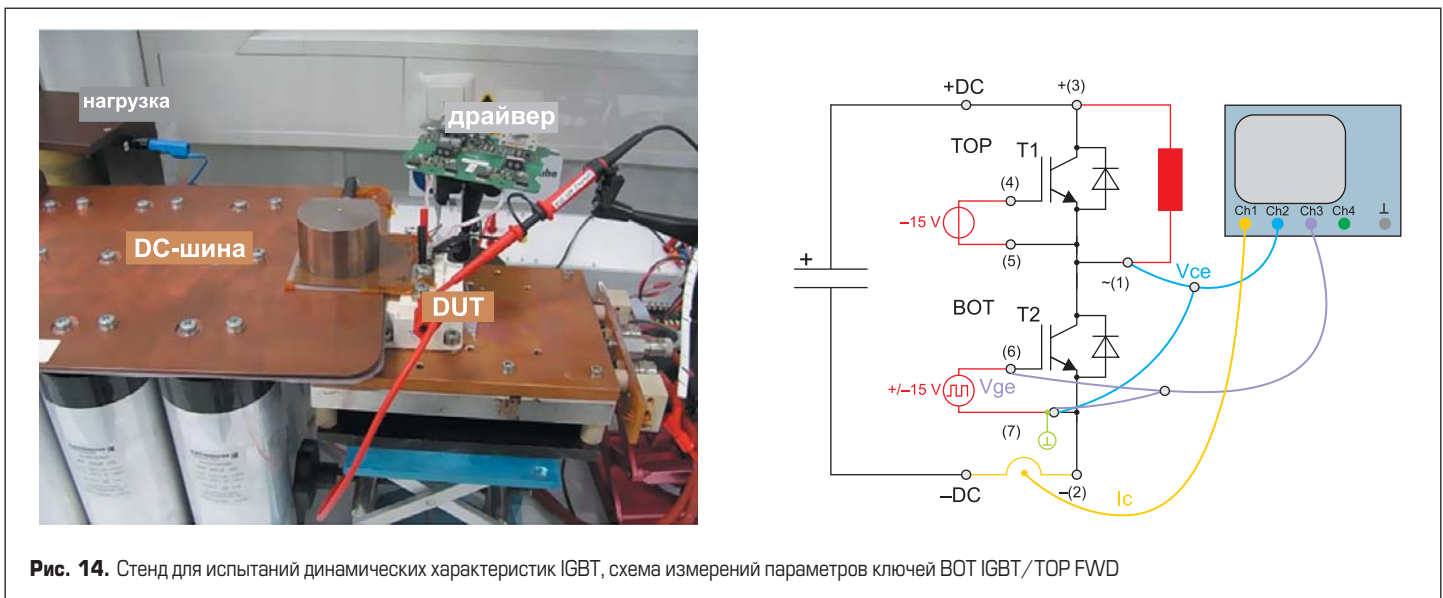 нагрузка
драйвер
DC-шина
DUT
+DC
+(3)
TOP
T1
(4)
–15 V
(5)
~(1)
Vce
BOT
T2
(6)
+/–15 V
Vge
(7)
–DC
–(2)
Ic
+
Ch1 Ch2 Ch3 Ch4 ⊥
Рис. 14. Стенд для испытаний динамических характеристик IGBT, схема измерений параметров ключей BOT IGBT/TOP FWD